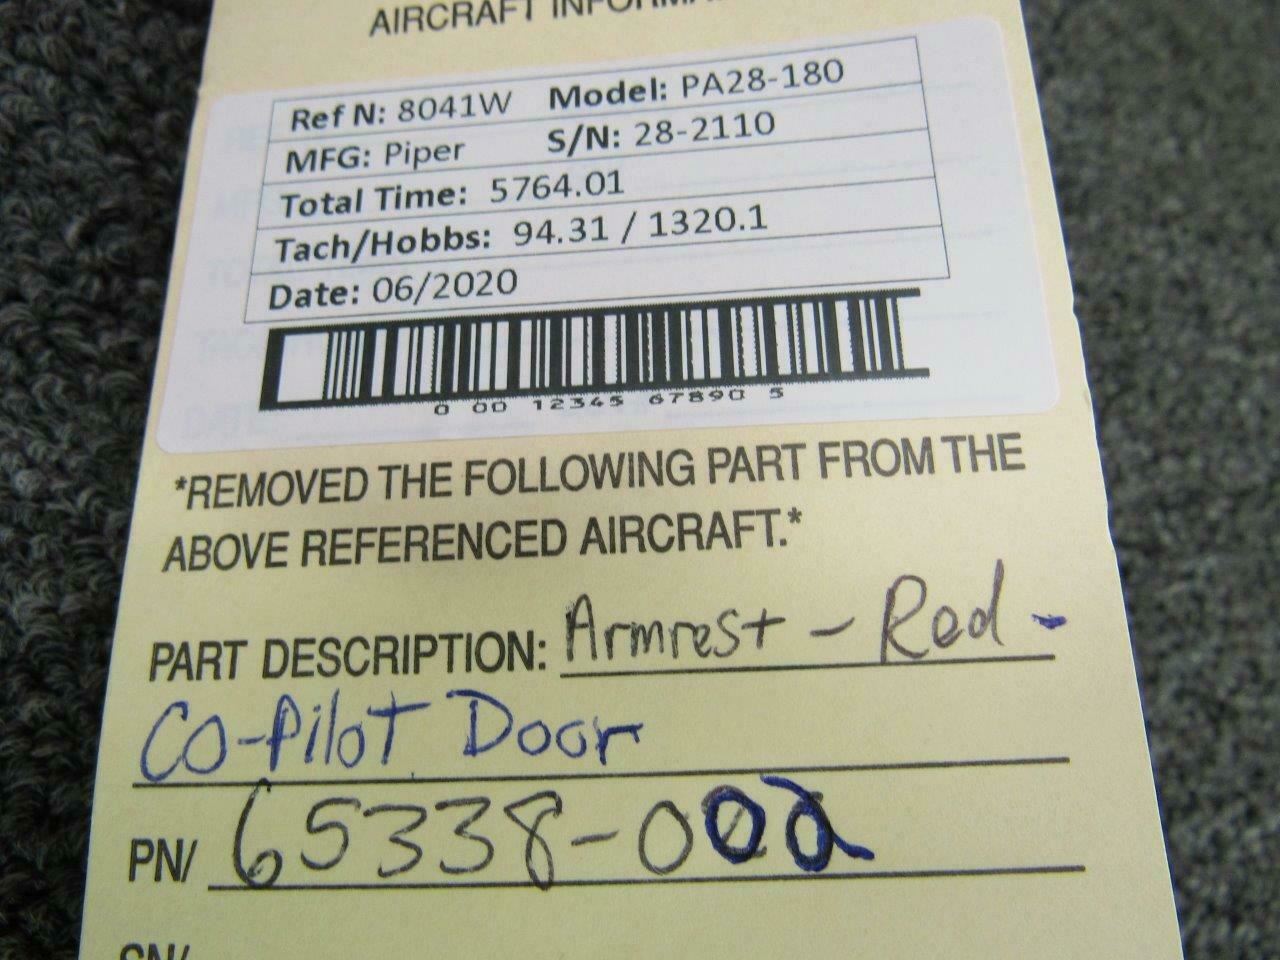 AIRCRAFT INFORMA
Ref N: 8041W Model: PA28-180
MFG: Piper S/N: 28-2110
Total Time: 5764.01
Tach/Hobbs: 94.31 / 1320.1
Date: 06/2020
0 00 12345 67890 5
*REMOVED THE FOLLOWING PART FROM THE
ABOVE REFERENCED AIRCRAFT.*
PART DESCRIPTION: Armrest - Red -
CO-Pilot Door
PN/ 65338-002
SN/